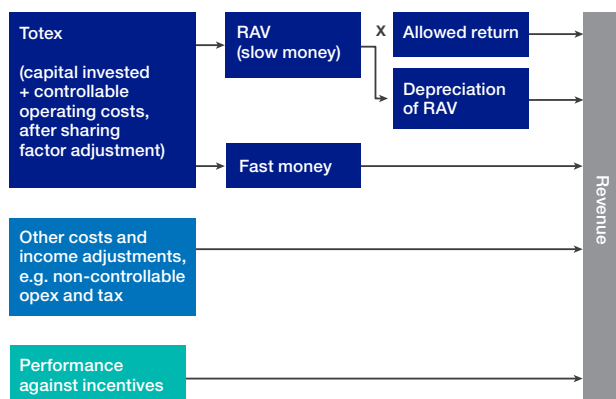 Totex
(capital invested
+ controllable
operating costs,
after sharing
factor adjustment)
RAV
(slow money)
x
Allowed return
Depreciation
of RAV
Fast money
Other costs and
income adjustments,
e.g. non-controllable
opex and tax
Performance
against incentives
Revenue